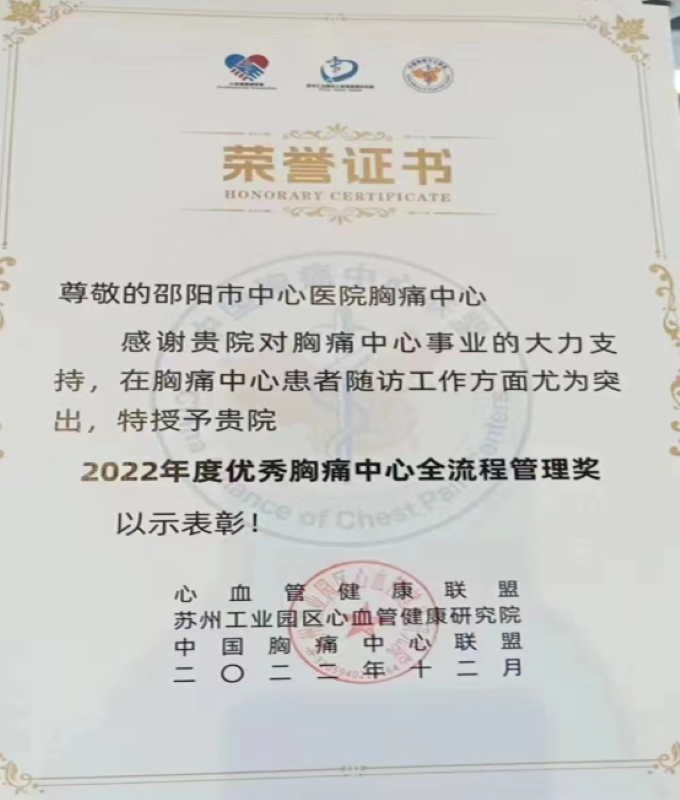 荣誉证书
HONORARY CERTIFICATE
尊敬的邵阳市中心医院胸痛中心
感谢贵院对胸痛中心事业的大力支
持，在胸痛中心患者随访工作方面尤为突
出，特授予贵院
2022年度优秀胸痛中心全流程管理奖
以示表彰！
心血管健康联盟
苏州工业园区心血管健康研究院
中国胸痛中心联盟
二〇二二年十二月